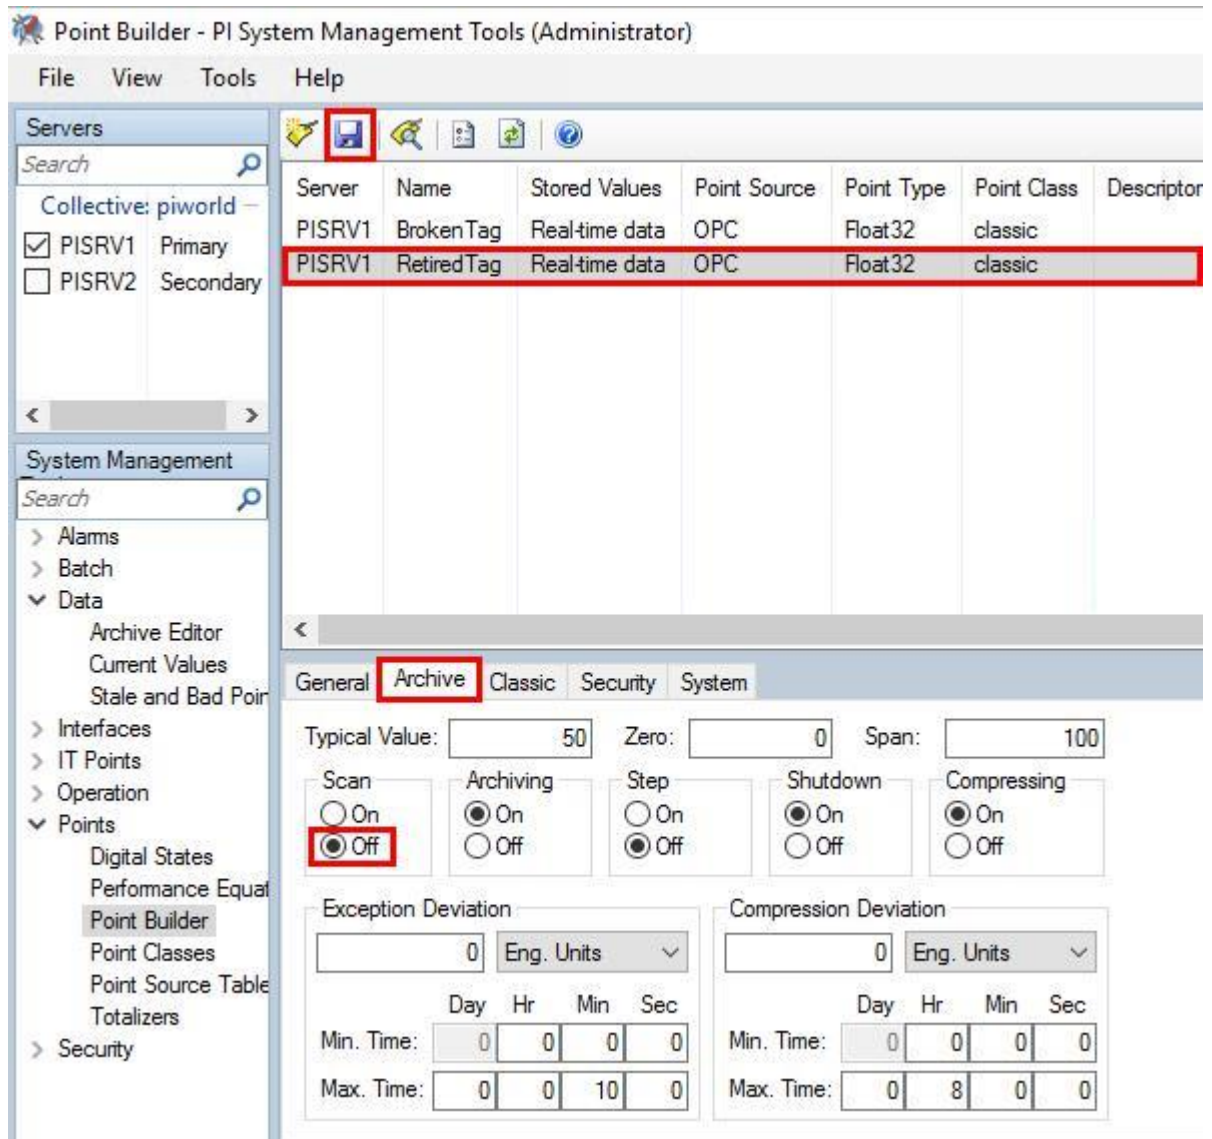 Point Builder - PI System Management Tools (Administrator)
File View Tools Help
Servers
Search
Collective: piworld
PISRV1 Primary
PISRV2 Secondary
System Management
Search
Alarms
Batch
Data
Archive Editor
Current Values
Stale and Bad Poin
Interfaces
IT Points
Operation
Points
Digital States
Performance Equat
Point Builder
Point Classes
Point Source Table
Totalizers
Security
Server Name Stored Values Point Source Point Type Point Class Descriptor
PISRV1 BrokenTag Real-time data OPC Float32 classic
PISRV1 RetiredTag Real-time data OPC Float32 classic
General Archive Classic Security System
Typical Value: 50 Zero: 0 Span: 100
Scan Archiving Step Shutdown Compressing
On On On On On
Off Off Off Off Off
Exception Deviation Compression Deviation
0 Eng. Units 0 Eng. Units
Day Hr Min Sec Day Hr Min Sec
Min. Time: 0 0 0 0 Min. Time: 0 0 0 0
Max. Time: 0 0 10 0 Max. Time: 0 8 0 0